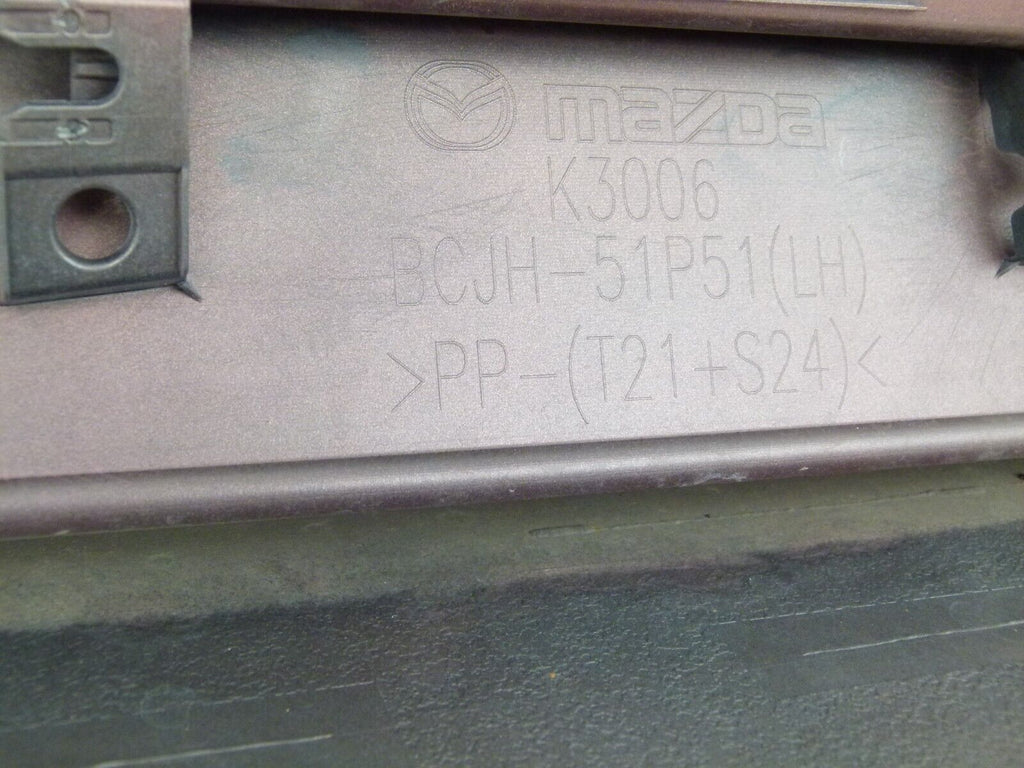 mazda
K3006
BCJH-51P51(LH)
>PP-(T21+S24)<